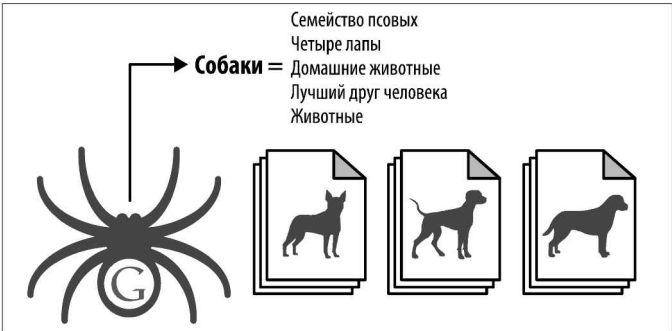 Семейство псовых
Четыре лапы
Собаки = Домашние животные
Лучший друг человека
Животные
G